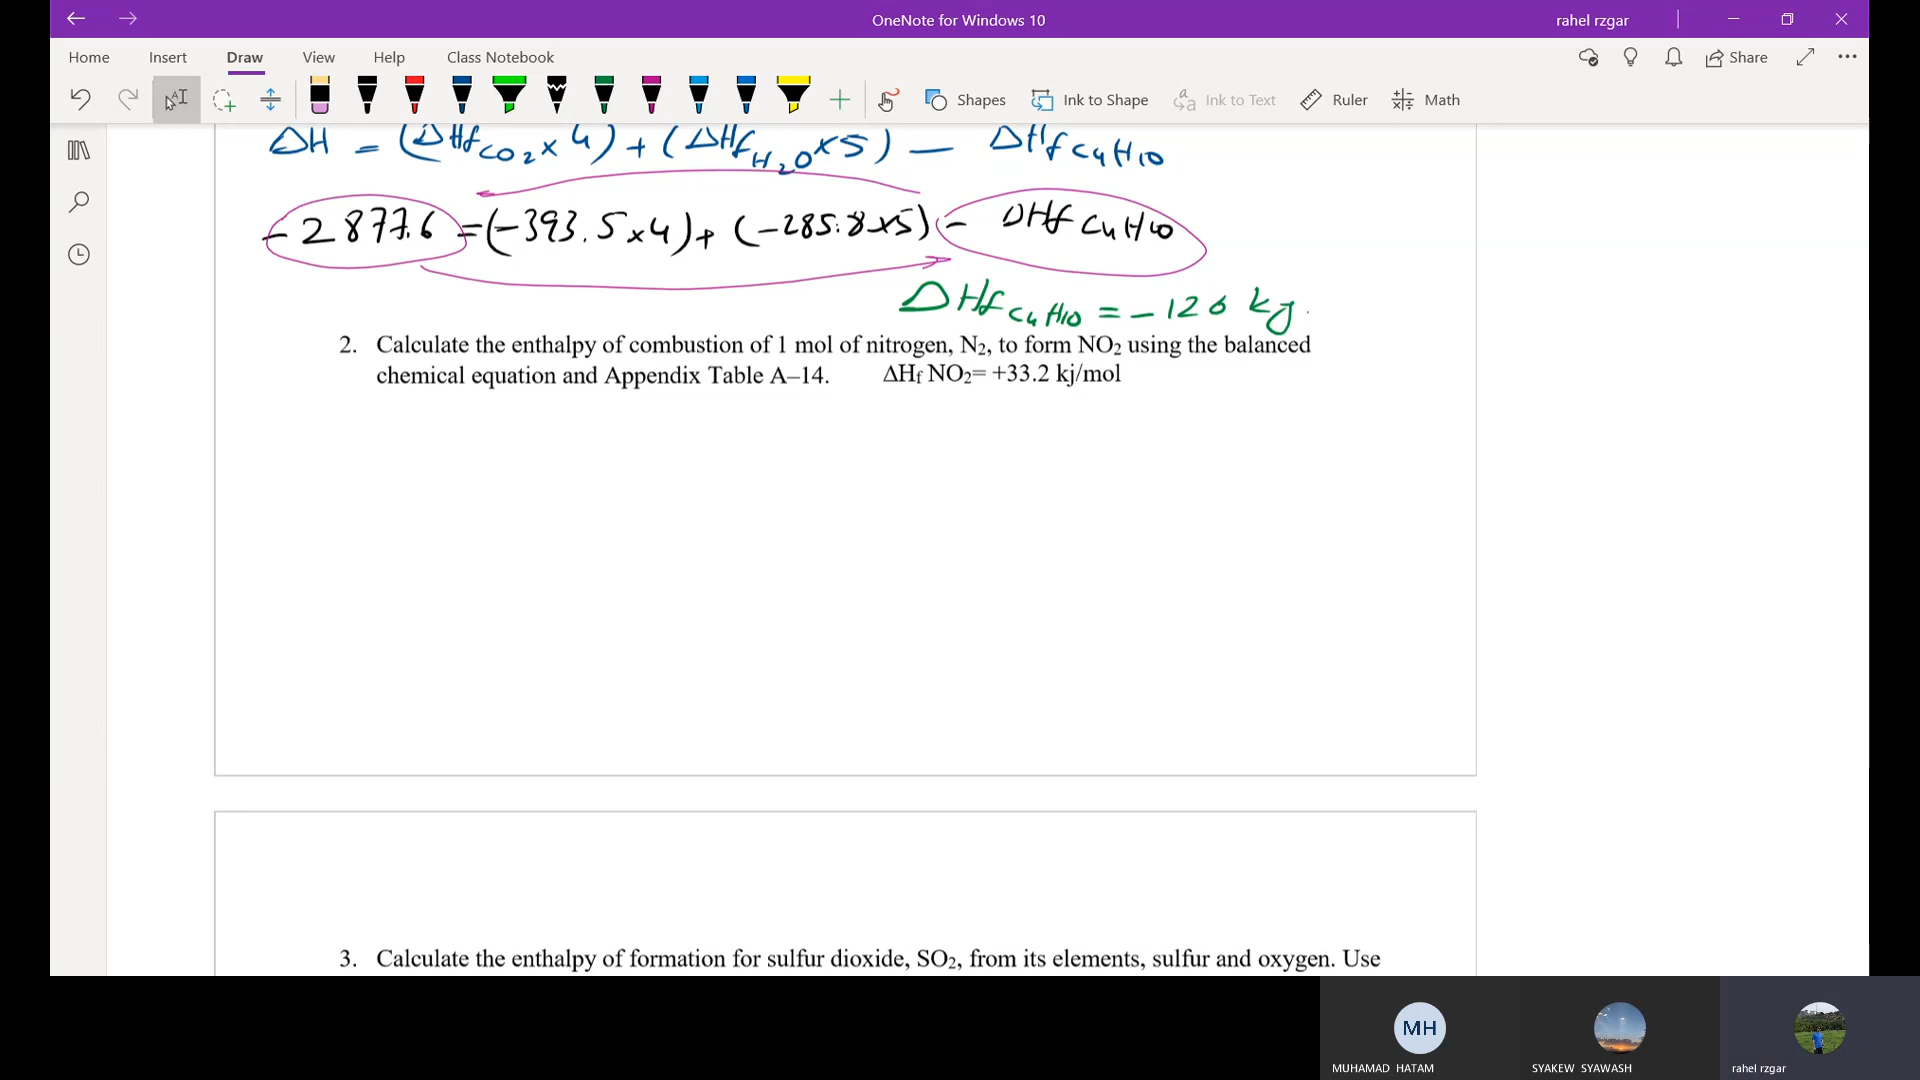 OneNote for Windows 10
rahel rzgar
Home Insert Draw View Help Class Notebook
Share
Shapes Ink to Shape Ink to Text Ruler Math
ΔH = (ΔHf CO₂ × 4) + (ΔHf H₂O × 5) — ΔHf C₄H₁₀
- 2877.6 = (-393.5 × 4) + (-285.8 × 5) - ΔHf C₄H₁₀
ΔHf C₄H₁₀ = - 126 kj.
2. Calculate the enthalpy of combustion of 1 mol of nitrogen, N₂, to form NO₂ using the balanced
chemical equation and Appendix Table A–14. ΔHf NO₂= +33.2 kj/mol
3. Calculate the enthalpy of formation for sulfur dioxide, SO₂, from its elements, sulfur and oxygen. Use
MH
MUHAMAD HATAM
SYAKEW SYAWASH
rahel rzgar